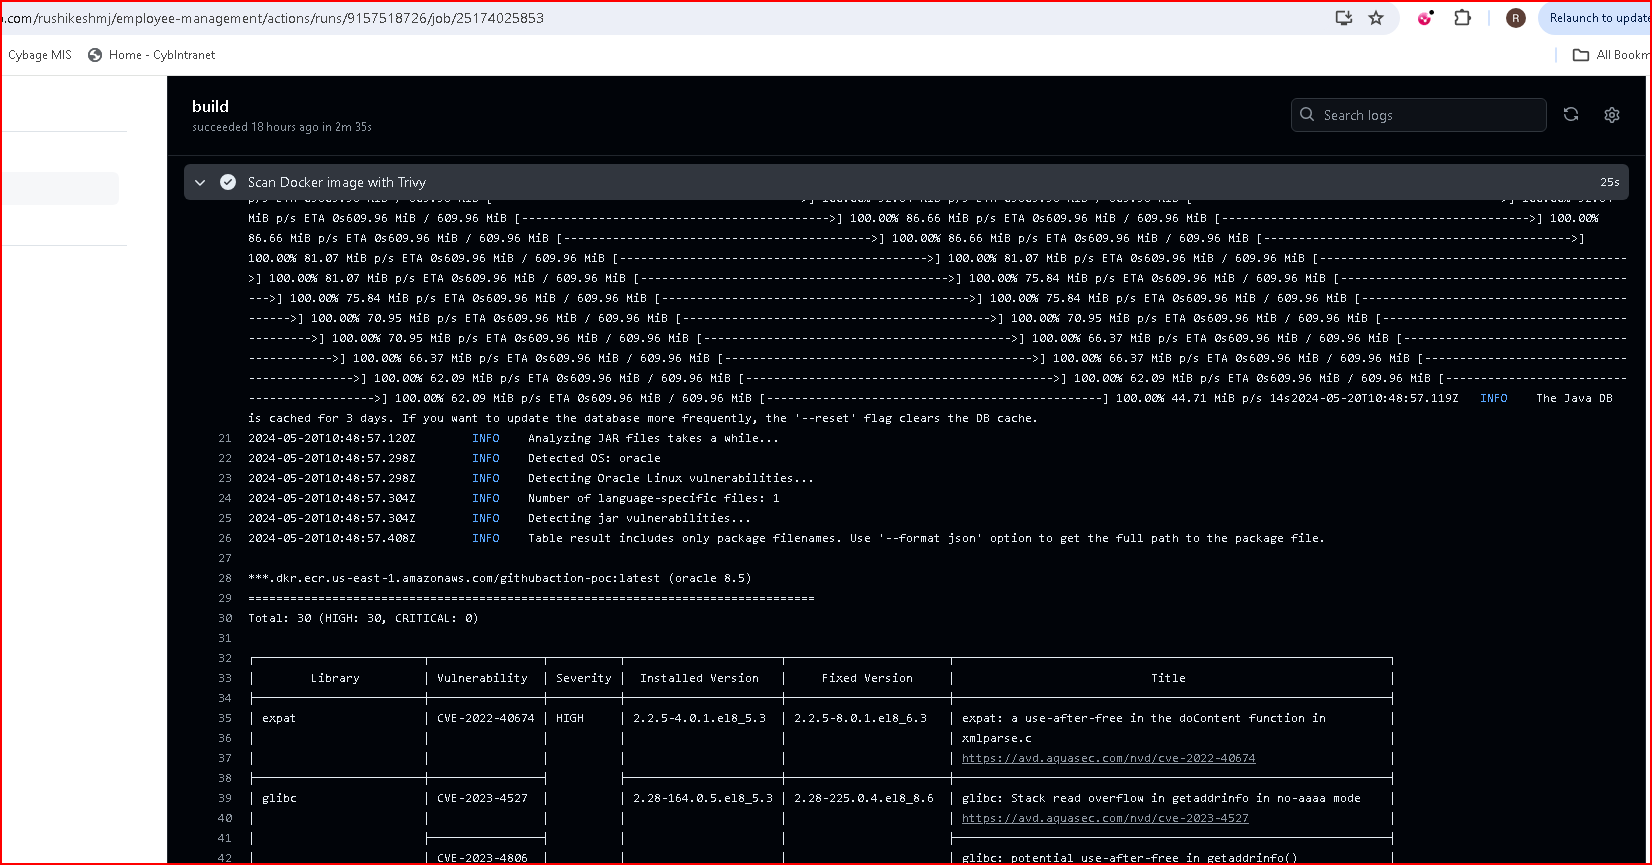 .com/rushikeshmj/employee-management/actions/runs/9157518726/job/25174025853
R
Relaunch to update
Cybage MIS
Home - CybIntranet
All Bookm
build
succeeded 18 hours ago in 2m 35s
Search logs
Scan Docker image with Trivy
25s
MiB p/s ETA 0s609.96 MiB / 609.96 MiB [-------------------------------------------->] 100.00% 86.66 MiB p/s ETA 0s609.96 MiB / 609.96 MiB [-------------------------------------------->] 100.00%
86.66 MiB p/s ETA 0s609.96 MiB / 609.96 MiB [-------------------------------------------->] 100.00% 86.66 MiB p/s ETA 0s609.96 MiB / 609.96 MiB [-------------------------------------------->]
100.00% 81.07 MiB p/s ETA 0s609.96 MiB / 609.96 MiB [-------------------------------------------->] 100.00% 81.07 MiB p/s ETA 0s609.96 MiB / 609.96 MiB [--------------------------------------------
>] 100.00% 81.07 MiB p/s ETA 0s609.96 MiB / 609.96 MiB [-------------------------------------------->] 100.00% 75.84 MiB p/s ETA 0s609.96 MiB / 609.96 MiB [-----------------------------------------
--->] 100.00% 75.84 MiB p/s ETA 0s609.96 MiB / 609.96 MiB [-------------------------------------------->] 100.00% 75.84 MiB p/s ETA 0s609.96 MiB / 609.96 MiB [--------------------------------------
------>] 100.00% 70.95 MiB p/s ETA 0s609.96 MiB / 609.96 MiB [-------------------------------------------->] 100.00% 70.95 MiB p/s ETA 0s609.96 MiB / 609.96 MiB [-----------------------------------
--------->] 100.00% 70.95 MiB p/s ETA 0s609.96 MiB / 609.96 MiB [-------------------------------------------->] 100.00% 66.37 MiB p/s ETA 0s609.96 MiB / 609.96 MiB [--------------------------------
------------>] 100.00% 66.37 MiB p/s ETA 0s609.96 MiB / 609.96 MiB [-------------------------------------------->] 100.00% 66.37 MiB p/s ETA 0s609.96 MiB / 609.96 MiB [-----------------------------
--------------->] 100.00% 62.09 MiB p/s ETA 0s609.96 MiB / 609.96 MiB [-------------------------------------------->] 100.00% 62.09 MiB p/s ETA 0s609.96 MiB / 609.96 MiB [--------------------------
------------------>] 100.00% 62.09 MiB p/s ETA 0s609.96 MiB / 609.96 MiB [------------------------------------------------] 100.00% 44.71 MiB p/s 14s2024-05-20T10:48:57.119Z INFO The Java DB
is cached for 3 days. If you want to update the database more frequently, the '--reset' flag clears the DB cache.
21 2024-05-20T10:48:57.120Z INFO Analyzing JAR files takes a while...
22 2024-05-20T10:48:57.298Z INFO Detected OS: oracle
23 2024-05-20T10:48:57.298Z INFO Detecting Oracle Linux vulnerabilities...
24 2024-05-20T10:48:57.304Z INFO Number of language-specific files: 1
25 2024-05-20T10:48:57.304Z INFO Detecting jar vulnerabilities...
26 2024-05-20T10:48:57.408Z INFO Table result includes only package filenames. Use '--format json' option to get the full path to the package file.
27
28 ***.dkr.ecr.us-east-1.amazonaws.com/githubaction-poc:latest (oracle 8.5)
29 =================================================================================
30 Total: 30 (HIGH: 30, CRITICAL: 0)
31
32
33 Library Vulnerability Severity Installed Version Fixed Version Title
34
35 expat CVE-2022-40674 HIGH 2.2.5-4.0.1.el8_5.3 2.2.5-8.0.1.el8_6.3 expat: a use-after-free in the doContent function in
36 xmlparse.c
37 https://avd.aquasec.com/nvd/cve-2022-40674
38
39 glibc CVE-2023-4527 2.28-164.0.5.el8_5.3 2.28-225.0.4.el8_8.6 glibc: Stack read overflow in getaddrinfo in no-aaaa mode
40 https://avd.aquasec.com/nvd/cve-2023-4527
41
42 CVE-2023-4806 glibc: potential use-after-free in getaddrinfo()